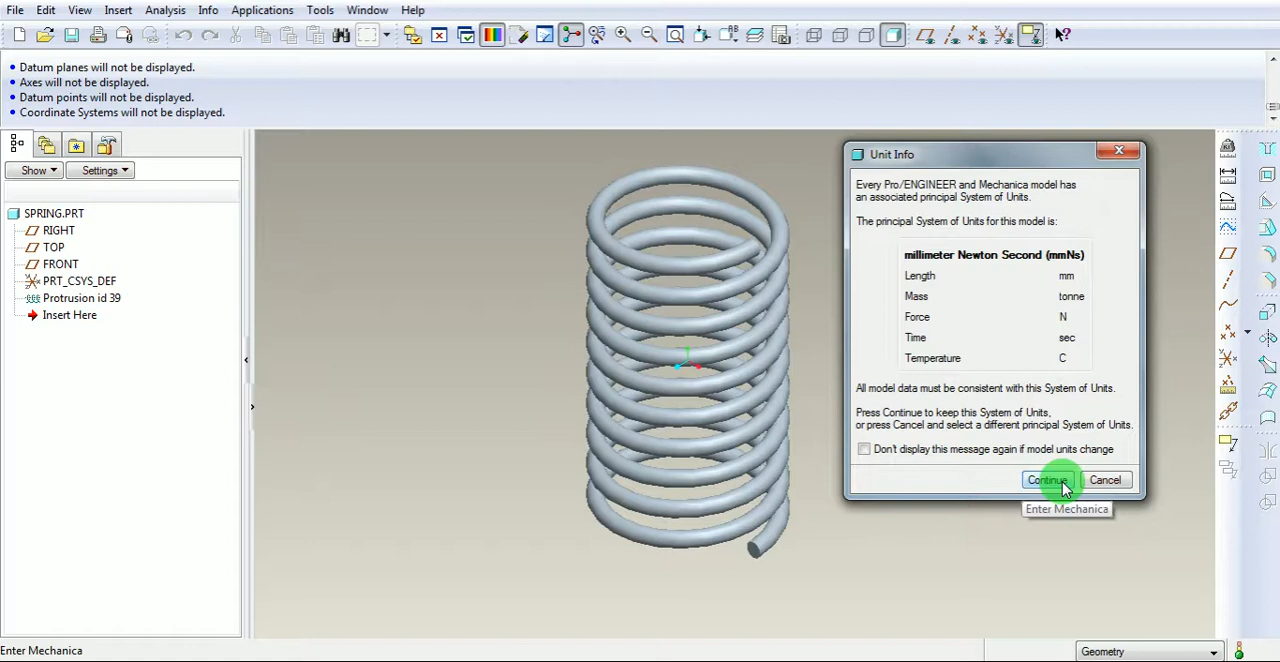 File Edit View Insert Analysis Info Applications Tools Window Help
• Datum planes will not be displayed.
• Axes will not be displayed.
• Datum points will not be displayed.
• Coordinate Systems will not be displayed.
Show Settings
SPRING.PRT
RIGHT
TOP
FRONT
PRT_CSYS_DEF
Protrusion id 39
Insert Here
Unit Info
Every Pro/ENGINEER and Mechanica model has
an associated principal System of Units.
The principal System of Units for this model is:
millimeter Newton Second (mmNs)
Length mm
Mass tonne
Force N
Time sec
Temperature C
All model data must be consistent with this System of Units.
Press Continue to keep this System of Units,
or press Cancel and select a different principal System of Units.
Don't display this message again if model units change
Continue Cancel
Enter Mechanica
Enter Mechanica
Geometry